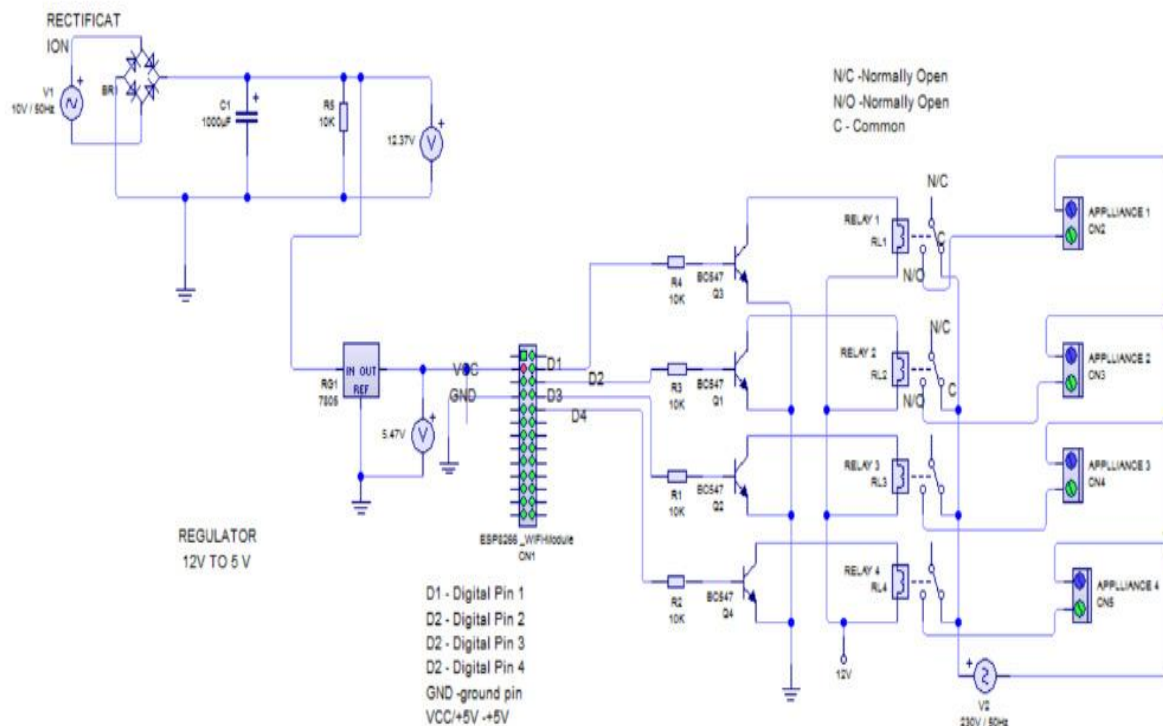 RECTIFICAT
ION
V1
10V / 50Hz
BR1
C1
1000µF
R5
10K
12.37V
V
N/C -Normally Open
N/O -Normally Open
C - Common
N/C
RELAY 1
RL1
C
N/O
APPLLIANCE 1
CN2
R4
10K
BC547
Q3
N/C
RELAY 2
RL2
C
N/O
APPLLIANCE 2
CN3
R3
10K
BC547
Q1
RELAY 3
RL3
APPLLIANCE 3
CN4
R1
10K
BC547
Q2
RELAY 4
RL4
APPLLIANCE 4
CN5
R2
10K
BC547
Q4
12V
V2
230V / 50Hz
IN OUT
REF
RG1
7805
5.47V
V
VCC
GND
D1
D2
D3
D4
ESP8266_WIFHModule
CN1
REGULATOR
12V TO 5 V
D1 - Digital Pin 1
D2 - Digital Pin 2
D2 - Digital Pin 3
D2 - Digital Pin 4
GND -ground pin
VCC/+5V -+5V